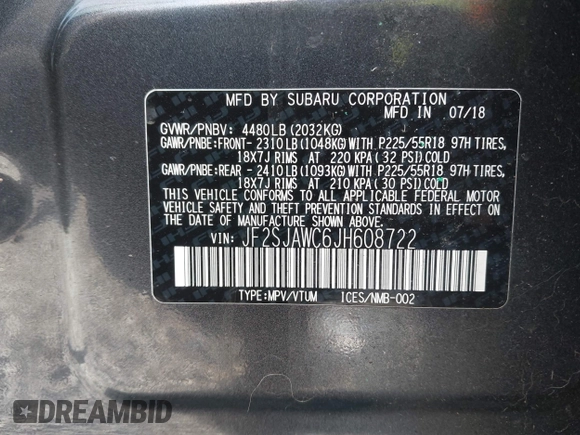 MFD BY SUBARU CORPORATION
MFD IN 07/18
GVWR/PNBV: 4480LB(2032KG)
GAWR/PNBE:FRONT- 2310LB(1048KG)WITH P225/55R18 97H TIRES,
18X7J RIMS AT 220 KPA(32 PSI)COLD
GAWR/PNBE:REAR - 2410LB(1093KG)WITH P225/55R18 97H TIRES,
18X7J RIMS AT 210 KPA(30 PSI)COLD
THIS VEHICLE CONFORMS TO ALL APPLICABLE FEDERAL MOTOR
VEHICLE SAFETY AND THEFT PREVENTION STANDARDS IN EFFECT ON
THE DATE OF MANUFACTURE SHOWN ABOVE.
VIN: JF2SJAWC6JH608722
TYPE:MPV/VTUM ICES/NMB-002
DREAMBID